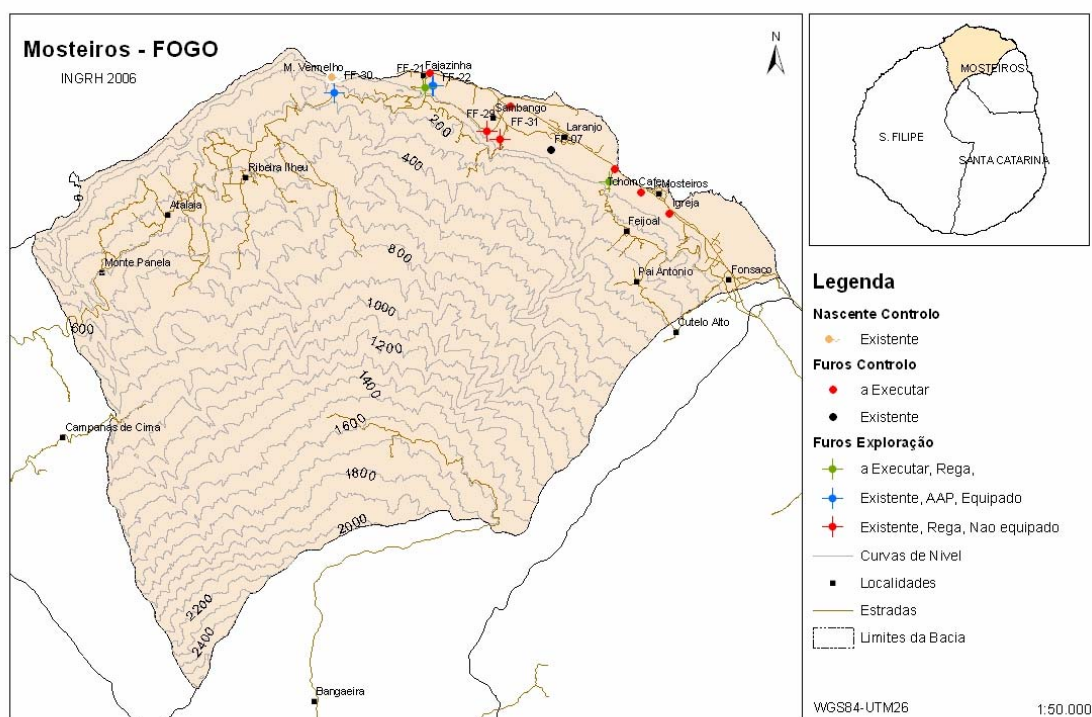 Mosteiros - FOGO
INGRH 2006
N
M. Vermelho
FF-30
FF-21
Fajazinha
FF-22
Sambango
FF-29
FF-31
Laranjo
FF-07
200
400
Ribeira Ilheu
Atalaia
Monte Panela
Mosteiros
Igreja
Feijoal
Pai Antonio
Fonsaco
Cutelo Alto
600
800
1000
1200
1400
1600
1800
2000
2200
2400
Campanas de Cima
Bangaeira
MOSTEIROS
S. FILIPE
SANTA CATARINA
Legenda
Nascente Controlo
Existente
Furos Controlo
a Executar
Existente
Furos Exploração
a Executar, Rega,
Existente, AAP, Equipado
Existente, Rega, Nao equipado
Curvas de Nivel
Localidades
Estradas
Limites da Bacia
WGS84-UTM26
1:50.000